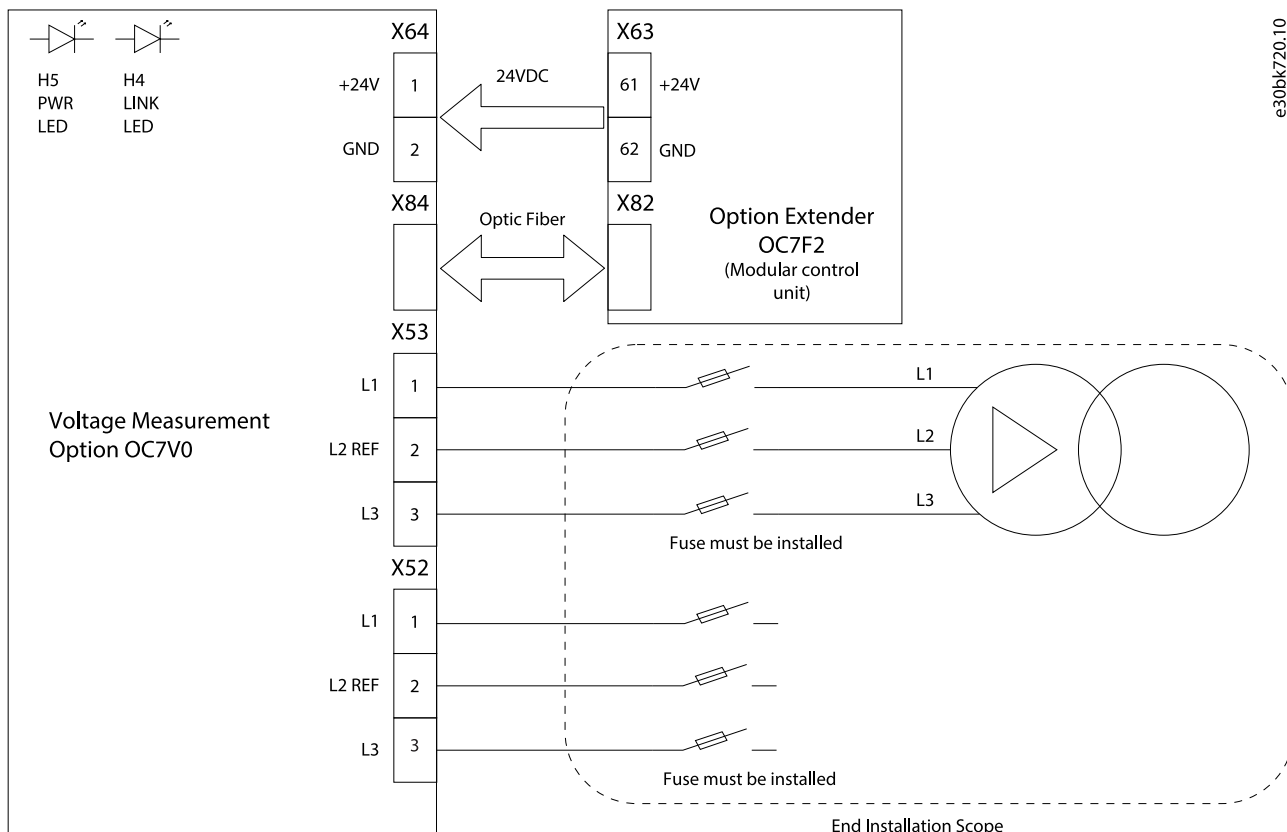 H5
PWR
LED
H4
LINK
LED
X64
+24V
1
GND
2
24VDC
X63
61
+24V
62
GND
e30bk720.10
X84
Optic Fiber
X82
Option Extender
OC7F2
(Modular control
unit)
Voltage Measurement
Option OC7V0
X53
L1
1
L1
L2 REF
2
L2
L3
3
L3
Fuse must be installed
X52
L1
1
L2 REF
2
L3
3
Fuse must be installed
End Installation Scope